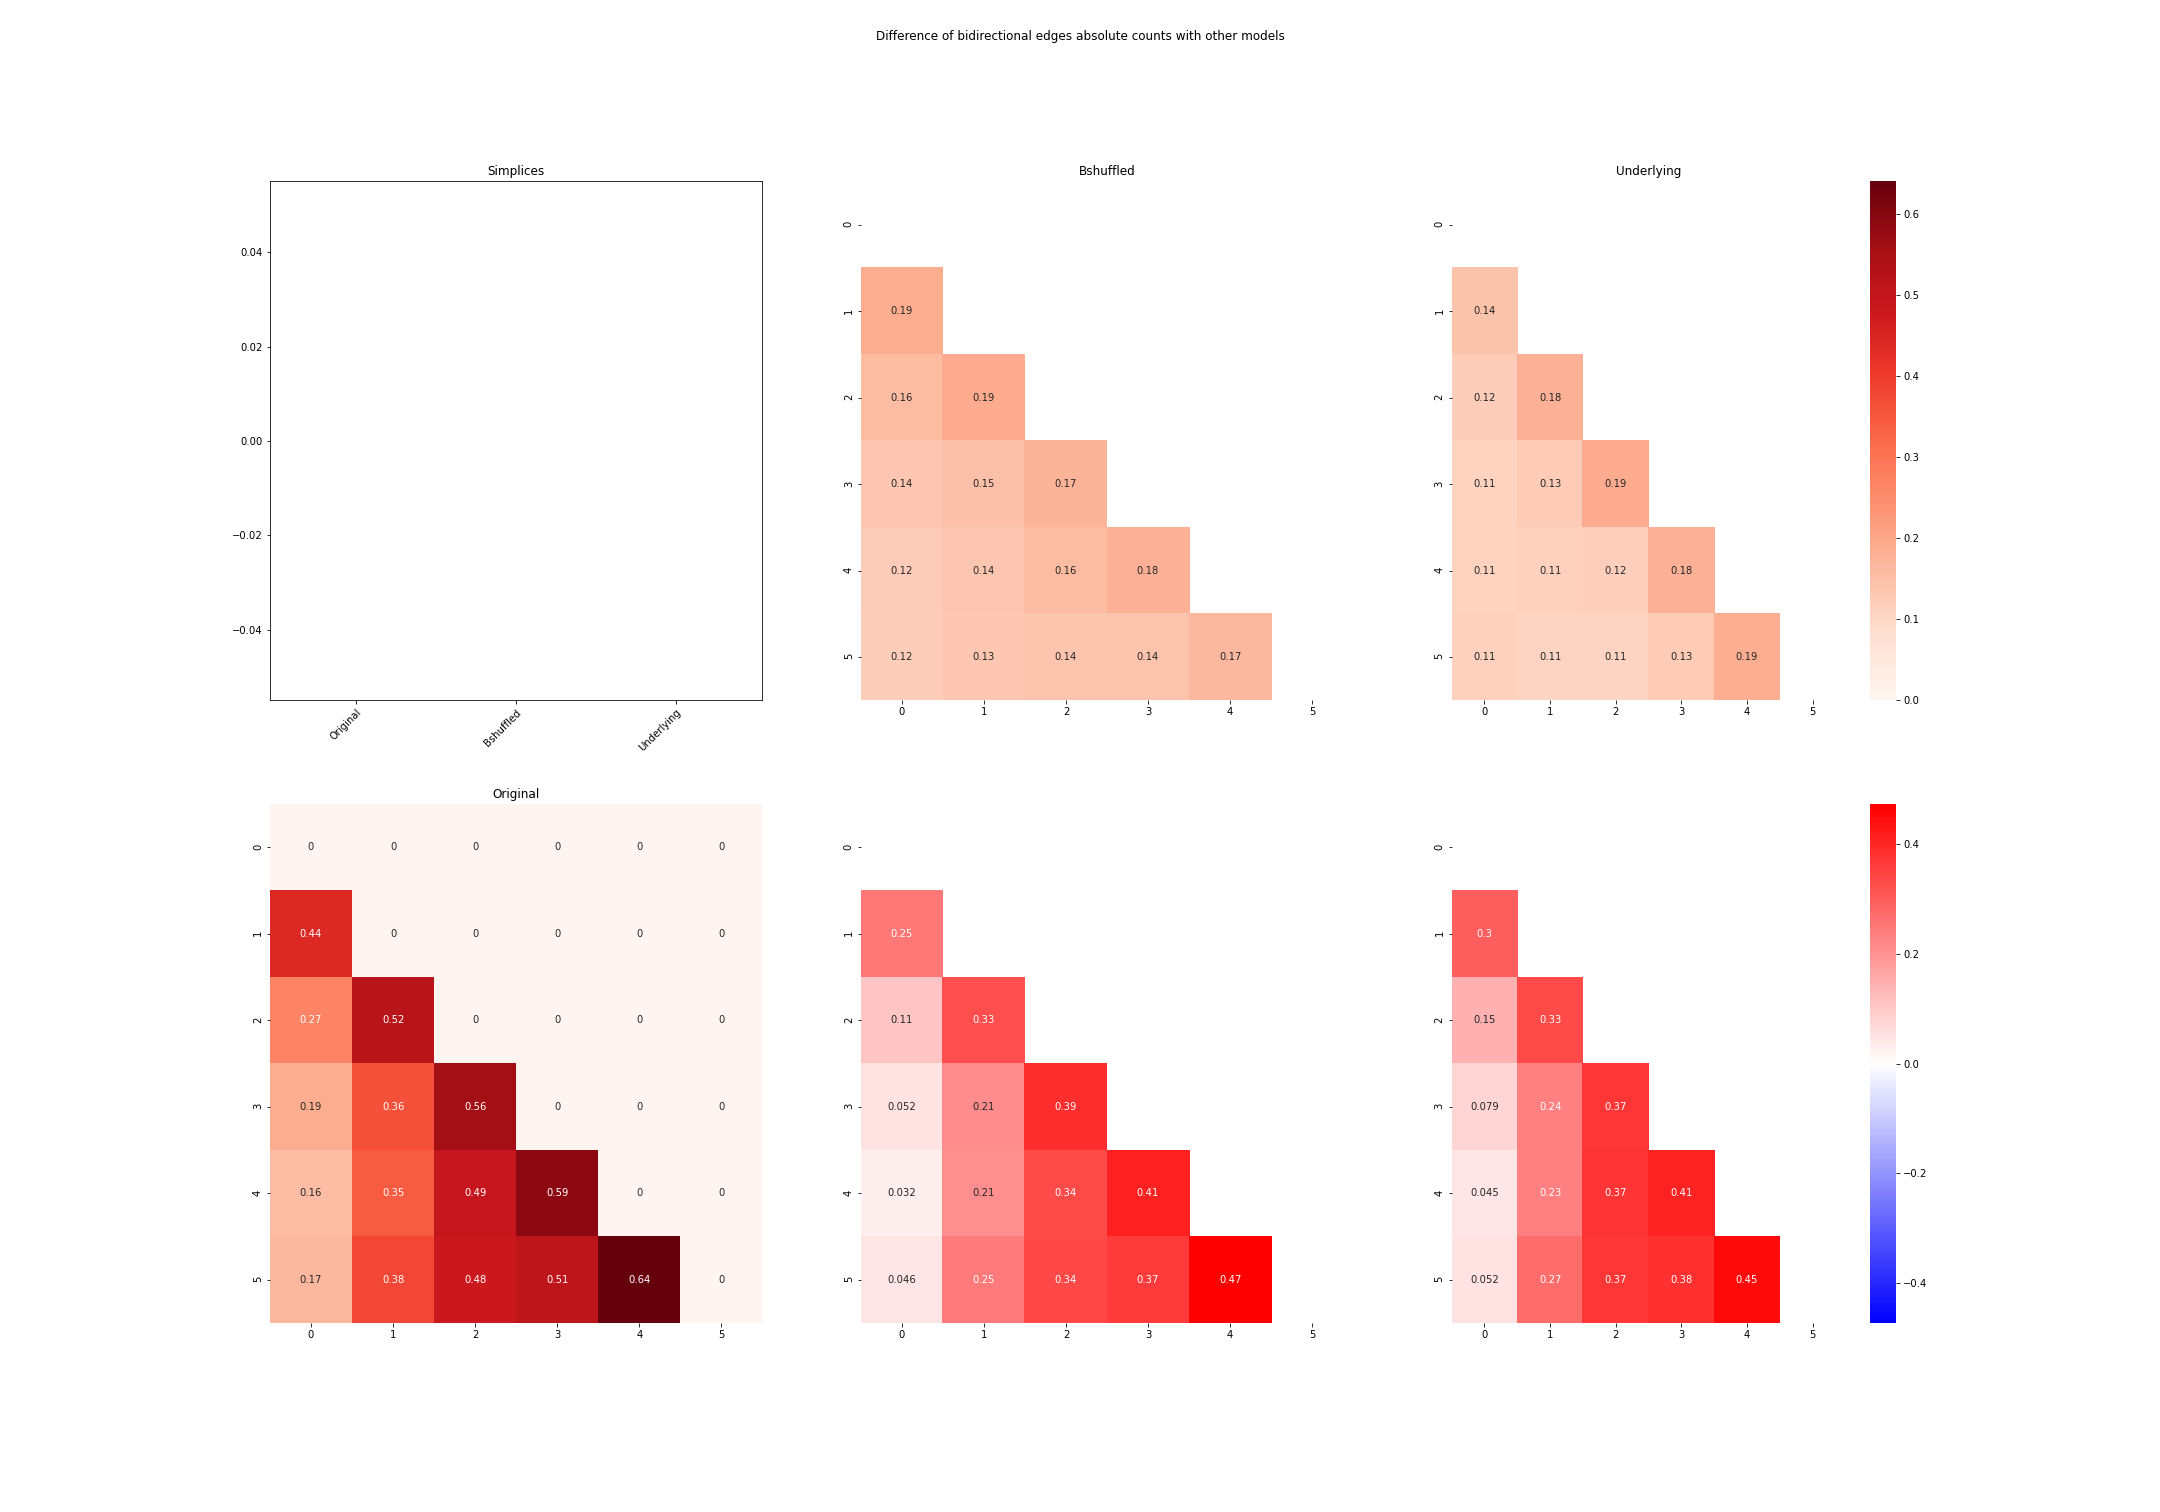 Difference of bidirectional edges absolute counts with other models
Simplices
0.04
0.02
0.00
−0.02
−0.04
Original
Bshuffled
Underlying
Bshuffled
0
1
0.19
2
0.16 0.19
3
0.14 0.15 0.17
4
0.12 0.14 0.16 0.18
5
0.12 0.13 0.14 0.14 0.17
0 1 2 3 4 5
Underlying
0
1
0.14
2
0.12 0.18
3
0.11 0.13 0.19
4
0.11 0.11 0.12 0.18
5
0.11 0.11 0.11 0.13 0.19
0 1 2 3 4 5
0.6
0.5
0.4
0.3
0.2
0.1
0.0
Original
0
0 0 0 0 0 0
1
0.44 0 0 0 0 0
2
0.27 0.52 0 0 0 0
3
0.19 0.36 0.56 0 0 0
4
0.16 0.35 0.49 0.59 0 0
5
0.17 0.38 0.48 0.51 0.64 0
0 1 2 3 4 5
0
1
0.25
2
0.11 0.33
3
0.052 0.21 0.39
4
0.032 0.21 0.34 0.41
5
0.046 0.25 0.34 0.37 0.47
0 1 2 3 4 5
0
1
0.3
2
0.15 0.33
3
0.079 0.24 0.37
4
0.045 0.23 0.37 0.41
5
0.052 0.27 0.37 0.38 0.45
0 1 2 3 4 5
0.4
0.2
0.0
−0.2
−0.4